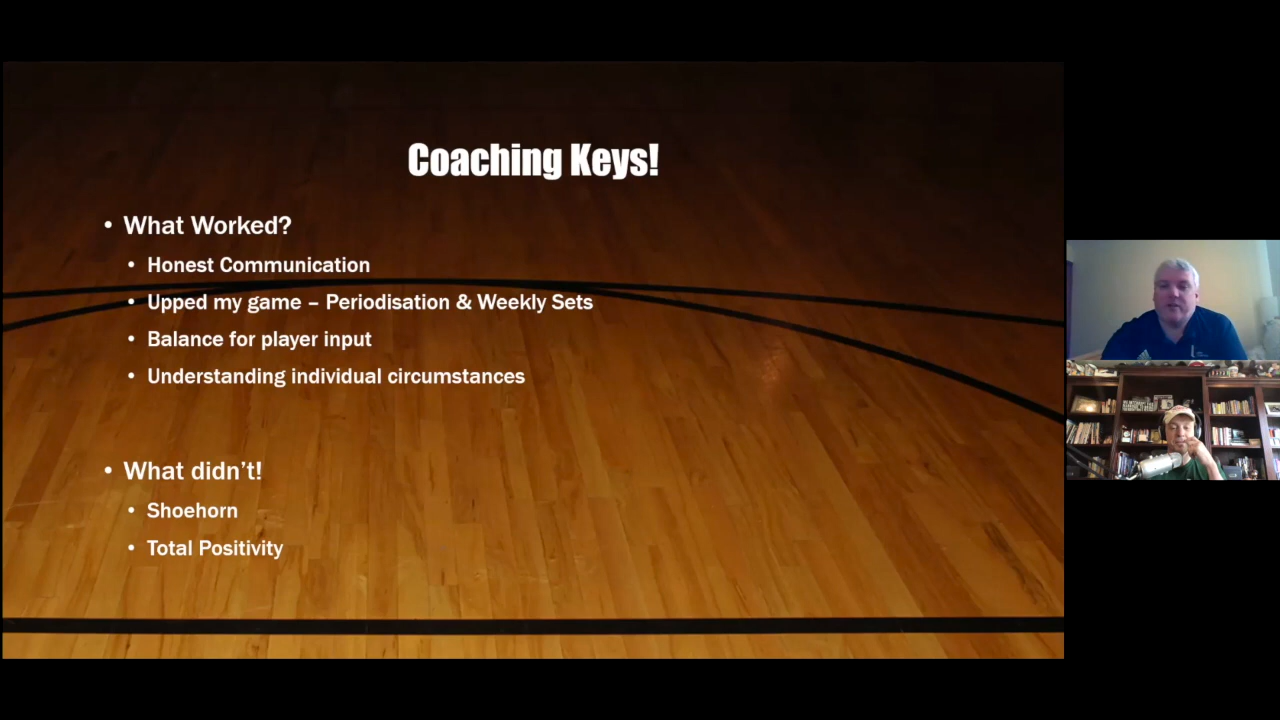 Coaching Keys!
• What Worked?
• Honest Communication
• Upped my game – Periodisation & Weekly Sets
• Balance for player input
• Understanding individual circumstances
• What didn't!
• Shoehorn
• Total Positivity